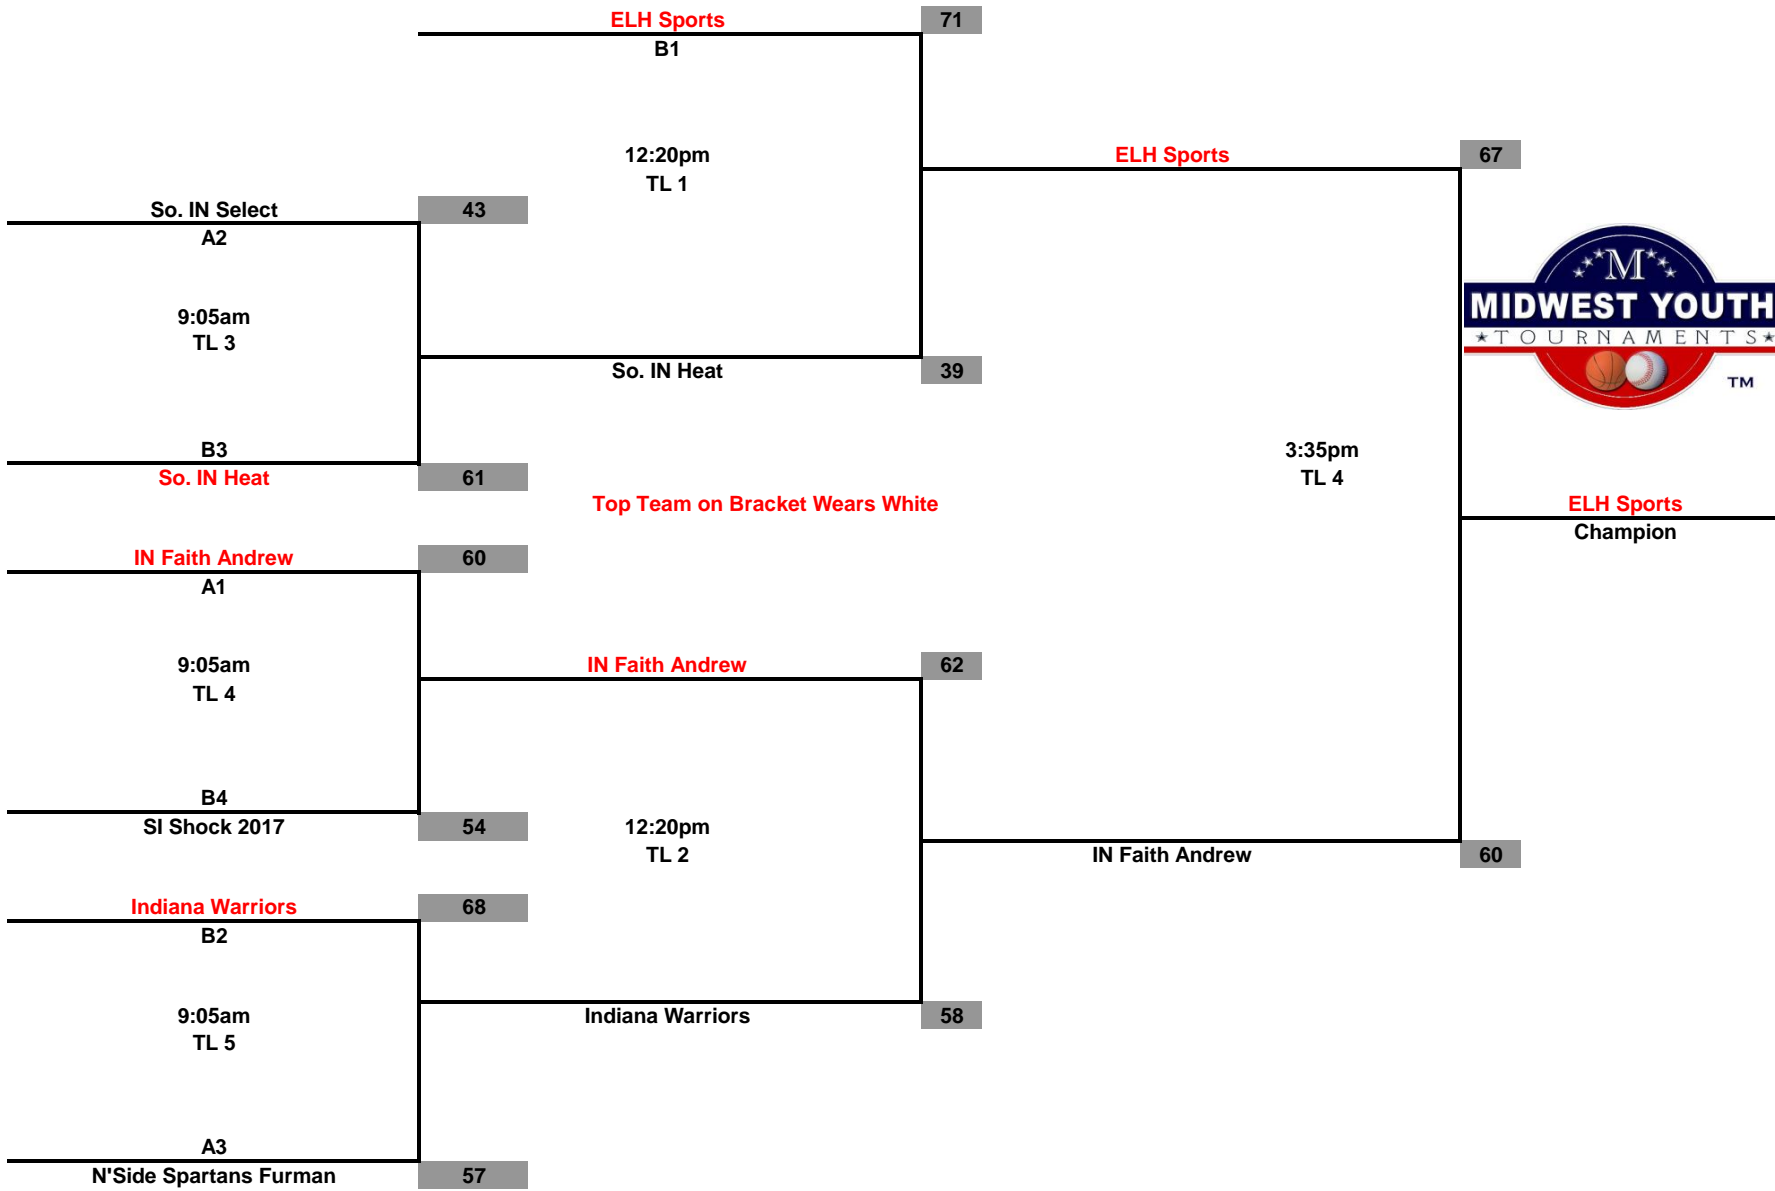 ELH Sports 71
B1
12:20pm
TL 1
ELH Sports 67
So. IN Select 43
A2
9:05am
TL 3
M
MIDWEST YOUTH
TOURNAMENTS
TM
So. IN Heat 39
B3
So. IN Heat 61
3:35pm
TL 4
Top Team on Bracket Wears White
ELH Sports
Champion
IN Faith Andrew 60
A1
9:05am
TL 4
IN Faith Andrew 62
B4
SI Shock 2017 54
12:20pm
TL 2
IN Faith Andrew 60
Indiana Warriors 68
B2
9:05am
TL 5
Indiana Warriors 58
A3
N'Side Spartans Furman 57